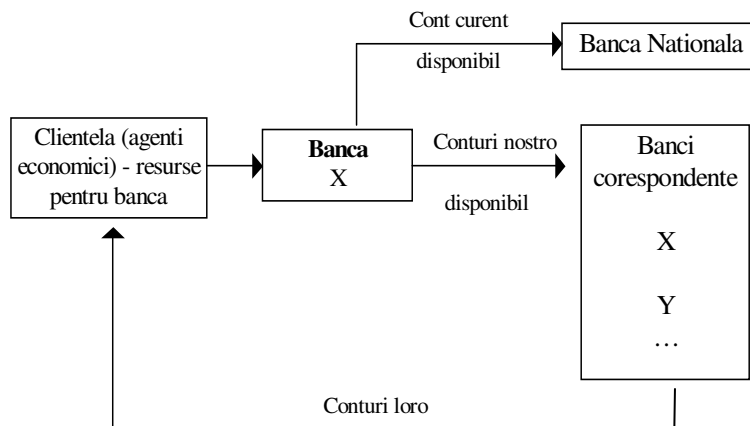 Cont curent
disponibil
Banca Nationala
Clientela (agenti
economici) - resurse
pentru banca
Banca
X
Conturi nostro
disponibil
Banci
corespondente
X
Y
…
Conturi loro